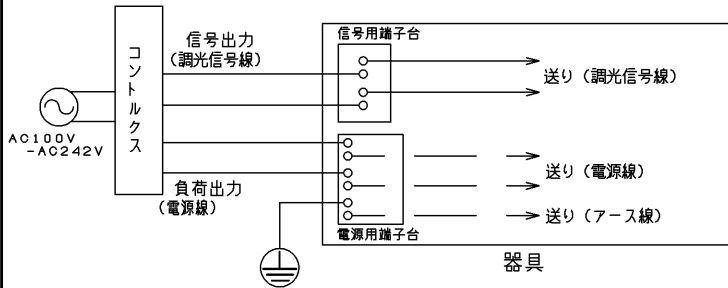 信号用端子台
信号出力
(調光信号線)
コントルクス
送り(調光信号線)
AC100V
-AC242V
送り(電源線)
負荷出力
(電源線)
送り(アース線)
電源用端子台
器具